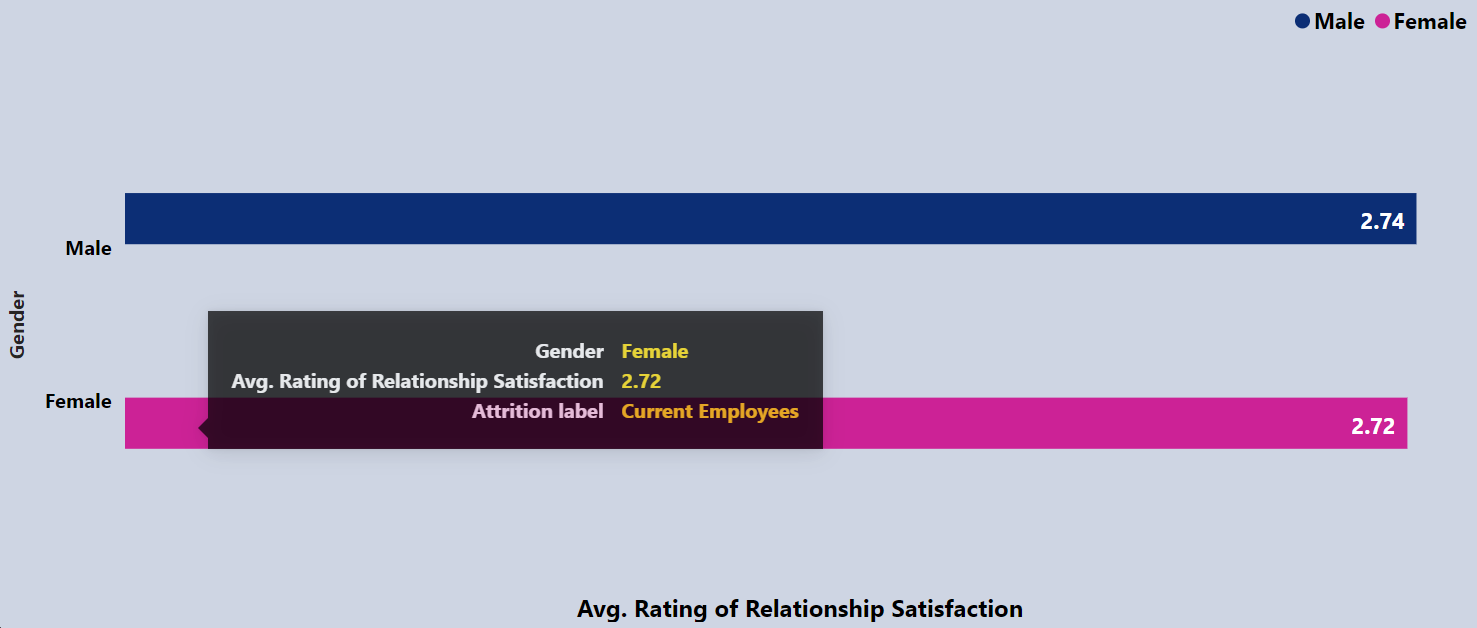 Male Female
2.74
Male
Gender
Gender Female
Avg. Rating of Relationship Satisfaction 2.72
Attrition label Current Employees
Female
2.72
Avg. Rating of Relationship Satisfaction